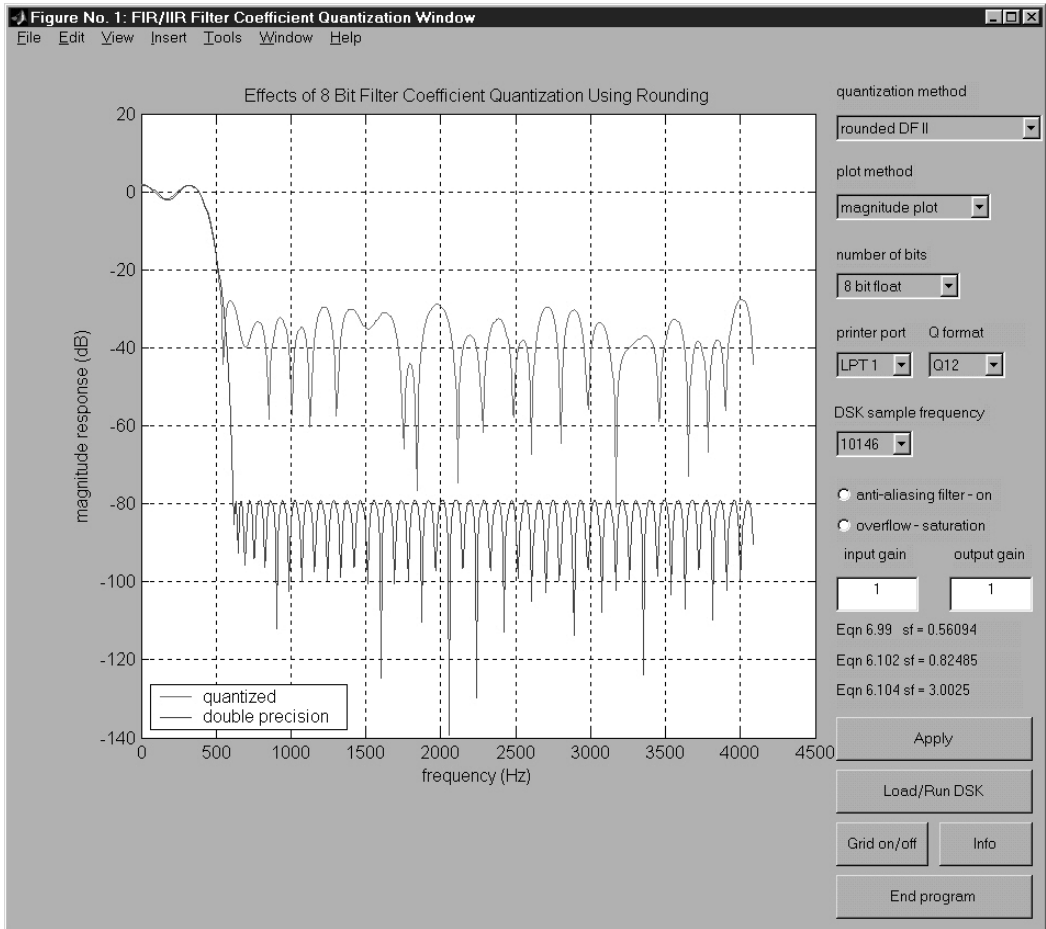 Figure No. 1: FIR/IIR Filter Coefficient Quantization Window
File Edit View Insert Tools Window Help
Effects of 8 Bit Filter Coefficient Quantization Using Rounding
20
0
-20
-40
-60
-80
-100
-120
-140
magnitude response (dB)
0 500 1000 1500 2000 2500 3000 3500 4000 4500
frequency (Hz)
quantized
double precision
quantization method
rounded DF II
plot method
magnitude plot
number of bits
8 bit float
printer port Q format
LPT 1 Q12
DSK sample frequency
10146
anti-aliasing filter - on
overflow - saturation
input gain output gain
1 1
Eqn 6.99 sf = 0.56094
Eqn 6.102 sf = 0.82485
Eqn 6.104 sf = 3.0025
Apply
Load/Run DSK
Grid on/off Info
End program